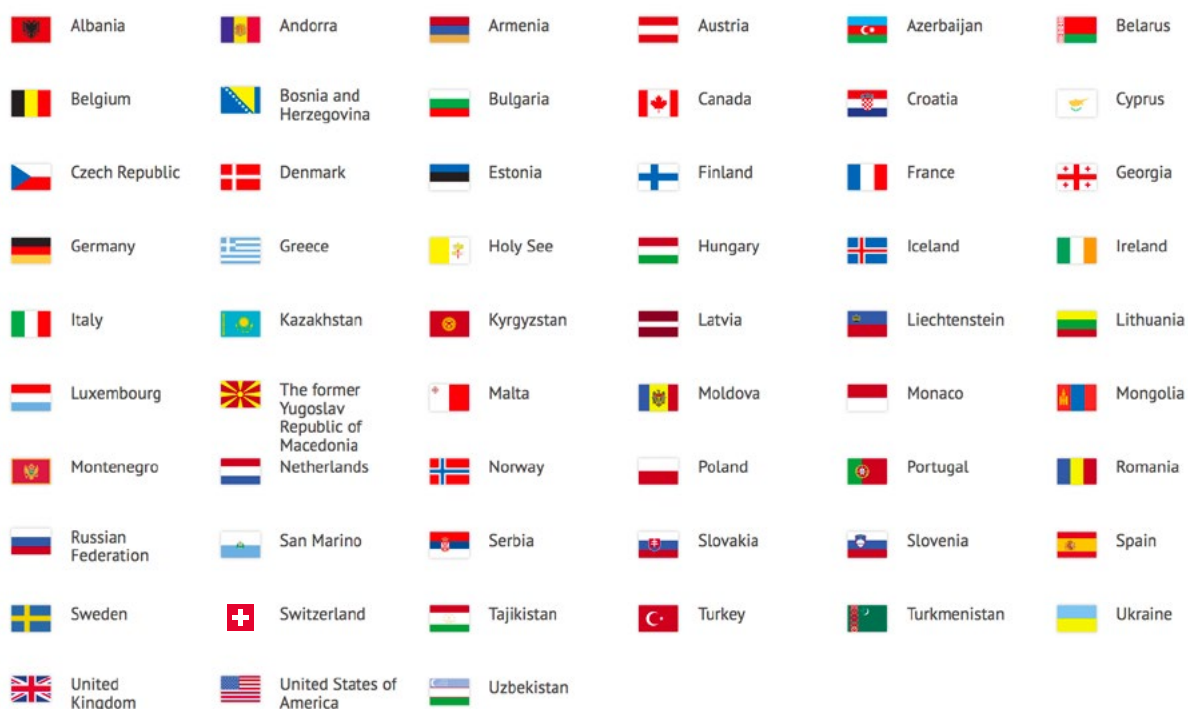 Albania
Andorra
Armenia
Austria
Azerbaijan
Belarus
Belgium
Bosnia and
Herzegovina
Bulgaria
Canada
Croatia
Cyprus
Czech Republic
Denmark
Estonia
Finland
France
Georgia
Germany
Greece
Holy See
Hungary
Iceland
Ireland
Italy
Kazakhstan
Kyrgyzstan
Latvia
Liechtenstein
Lithuania
Luxembourg
The former
Yugoslav
Republic of
Macedonia
Malta
Moldova
Monaco
Mongolia
Montenegro
Netherlands
Norway
Poland
Portugal
Romania
Russian
Federation
San Marino
Serbia
Slovakia
Slovenia
Spain
Sweden
Switzerland
Tajikistan
Turkey
Turkmenistan
Ukraine
United
Kingdom
United States of
America
Uzbekistan